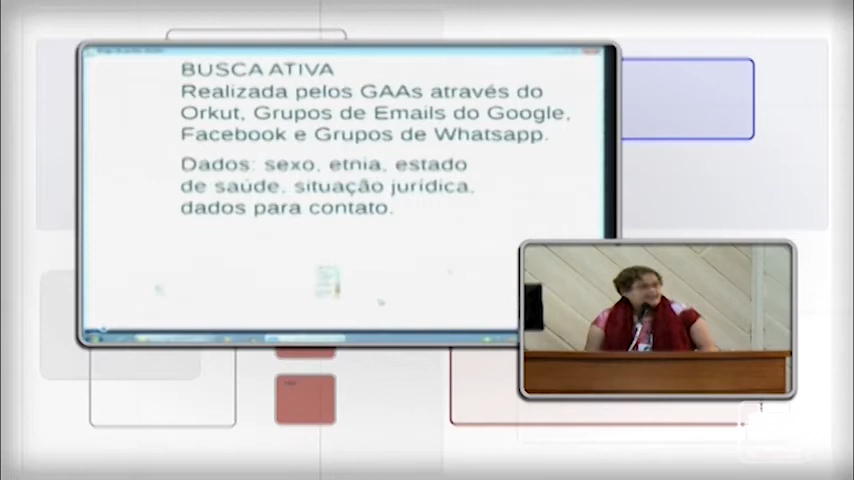 BUSCA ATIVA
Realizada pelos GAAs através do
Orkut, Grupos de Emails do Google,
Facebook e Grupos de Whatsapp.
Dados: sexo, etnia, estado
de saúde, situação jurídica,
dados para contato.